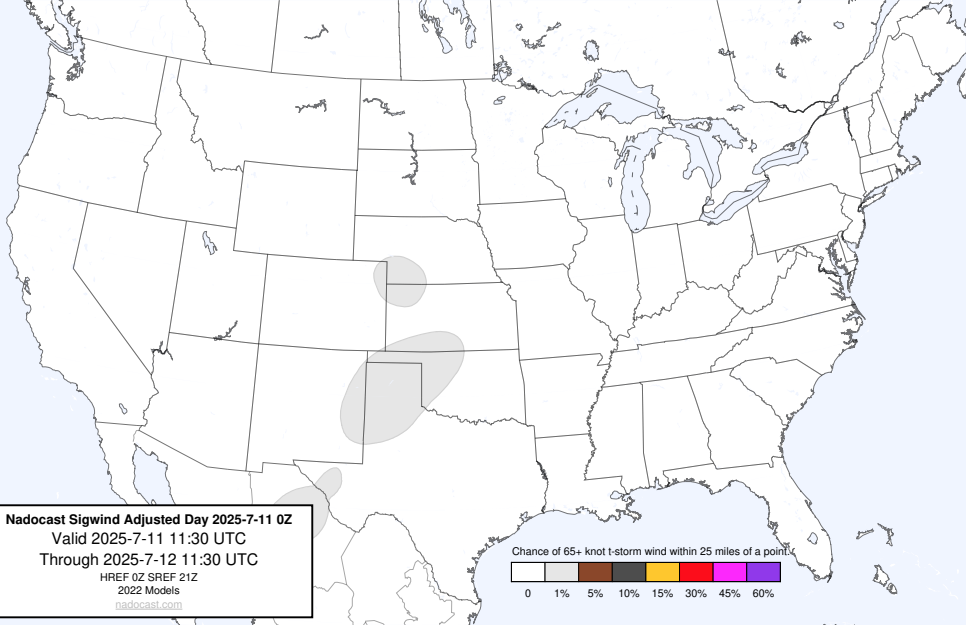 Nadocast Sigwind Adjusted Day 2025-7-11 0Z
Valid 2025-7-11 11:30 UTC
Through 2025-7-12 11:30 UTC
HREF 0Z SREF 21Z
2022 Models
nadocast.com
Chance of 65+ knot t-storm wind within 25 miles of a point.
0 1% 5% 10% 15% 30% 45% 60%